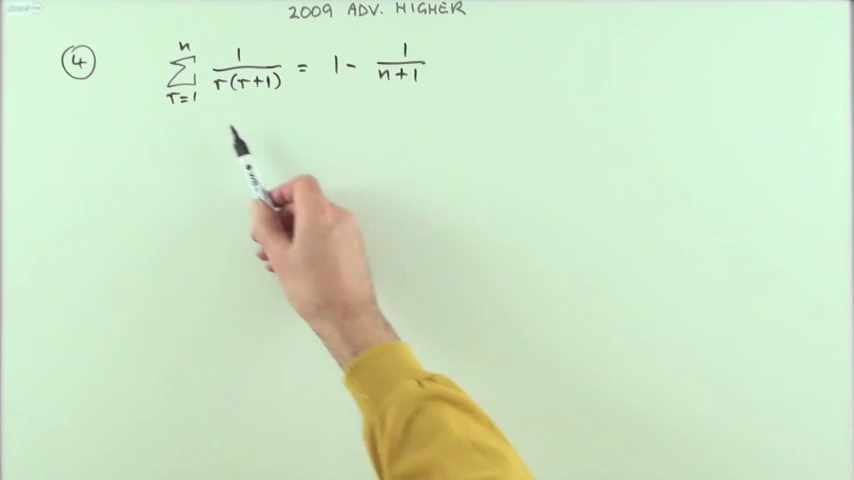 2009 ADV. HIGHER
④ n∑r=1 1/r(r+1) = 1 - 1/n+1